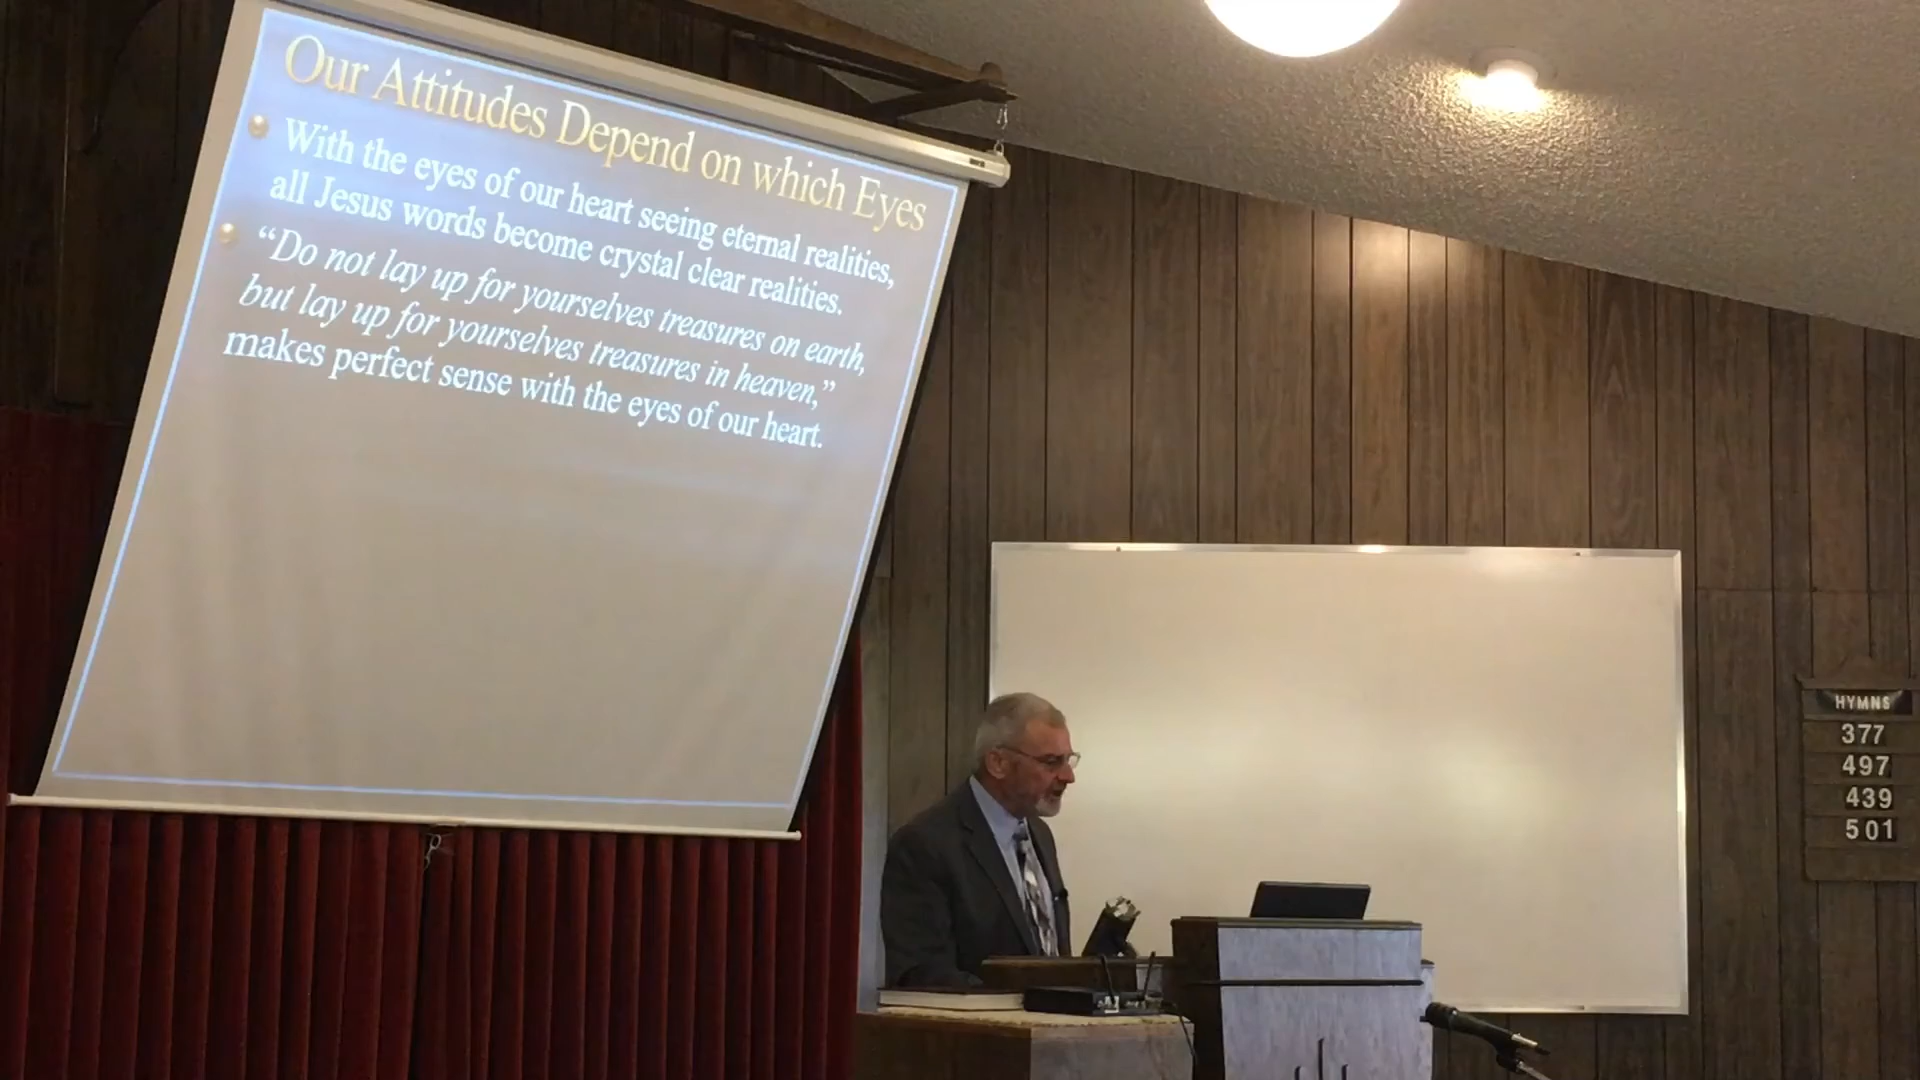 Our Attitudes Depend on which Eyes
With the eyes of our heart seeing eternal realities,
all Jesus words become crystal clear realities.
“Do not lay up for yourselves treasures on earth,
but lay up for yourselves treasures in heaven,”
makes perfect sense with the eyes of our heart.
HYMNS
377
497
439
501